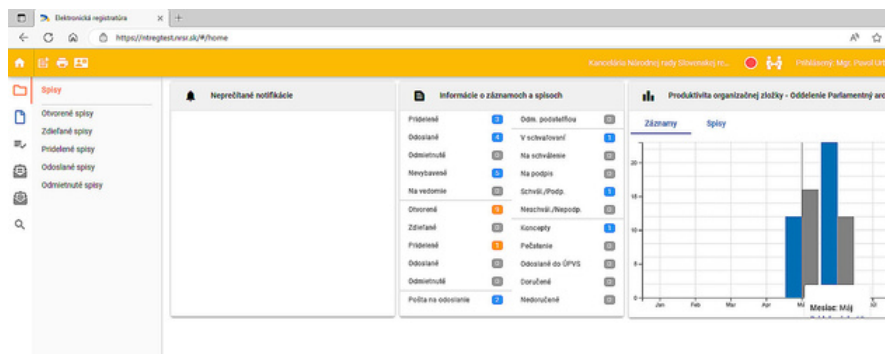 Elektronická registratúra
https://ntregtest.nrsr.sk/#/home
Kancelária Národnej rady Slovenskej re...
Prihlásený: Mgr. Pavol
Spisy
Otvorené spisy
Zdieľané spisy
Pridelené spisy
Odoslané spisy
Odmietnuté spisy
Neprečítané notifikácie
Informácie o záznamoch a spisoch
Pridelené 3
Odoslané 4
Odmietnuté 0
Nevybavené 5
Na vedomie 0
Otvorené
Zdieľané 0
Pridelené 1
Odoslané 0
Odmietnuté 0
Pošta na odoslanie 2
Odm. podateľňou 0
V schvaľovaní 1
Na schválenie 0
Na podpis 0
Schvál./Podp. 1
Neschvál./Nepodp. 0
Koncepty 1
Pečatenie 0
Odoslané do ÚPVS 0
Doručené 0
Nedoručené 0
Produktivita organizačnej zložky - Oddelenie Parlamentný arc
Záznamy Spisy
20
15
10
5
0
Jan Feb Mar Apr
Mesiac: Máj